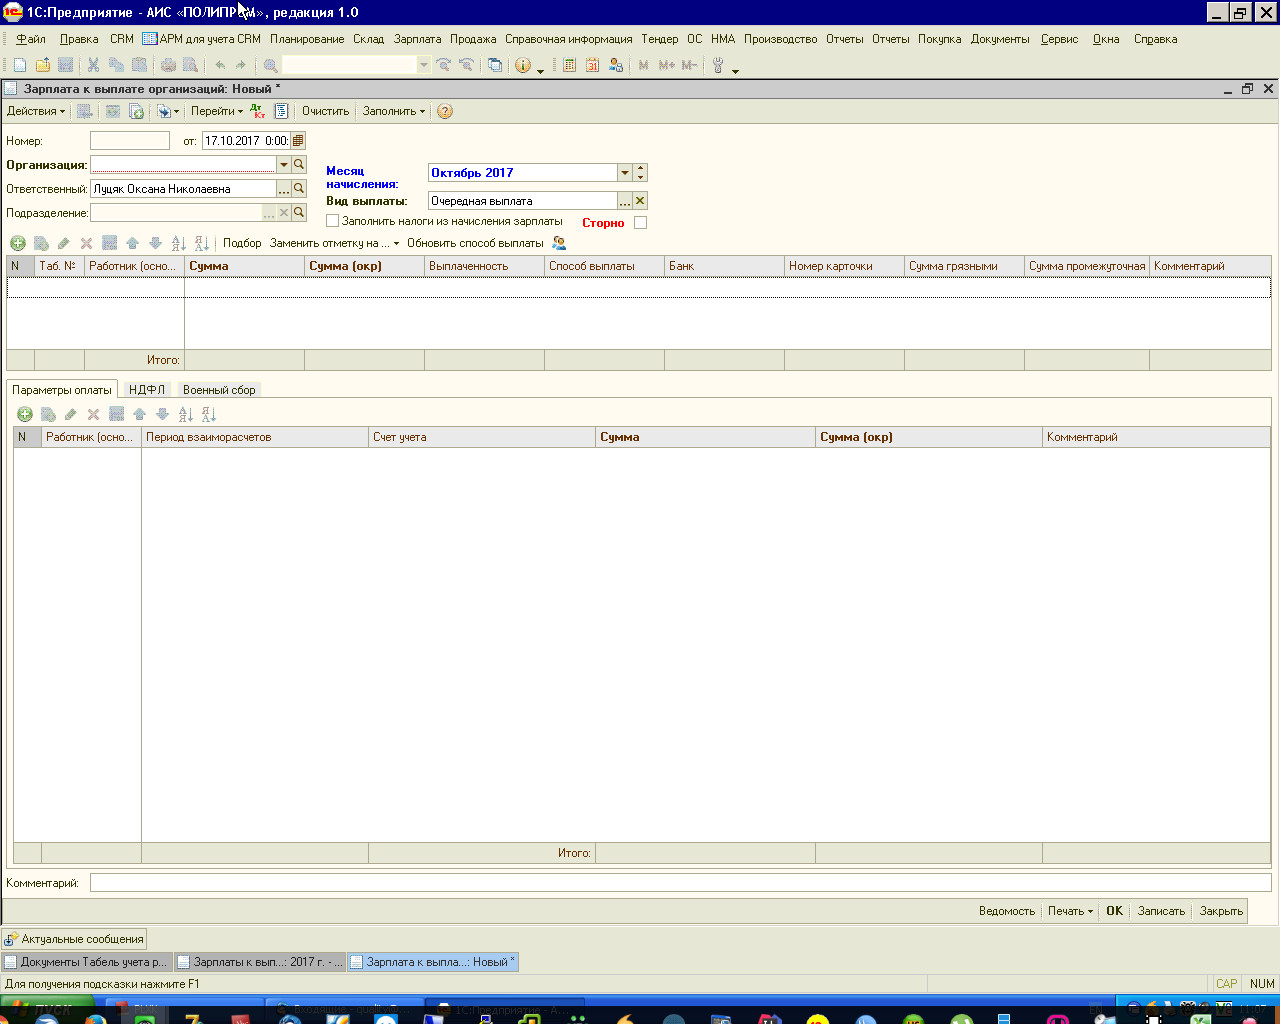 1С:Предприятие - АИС «ПОЛИПРОМ», редакция 1.0
Файл Правка CRM АРМ для учета CRM Планирование Склад Зарплата Продажа Справочная информация Тендер ОС НМА Производство Отчеты Отчеты Покупка Документы Сервис Окна Справка
M M+ M-
Зарплата к выплате организаций: Новый *
Действия Перейти Дт Кт Очистить Заполнить
Номер: от: 17.10.2017 0:00:
Организация:
Месяц начисления: Октябрь 2017
Ответственный: Луцяк Оксана Николаевна
Вид выплаты: Очередная выплата
Подразделение:
Заполнить налоги из начисления зарплаты Сторно
Подбор Заменить отметку на ... Обновить способ выплаты
N Таб. № Работник (осно... Сумма Сумма (окр) Выплаченность Способ выплаты Банк Номер карточки Сумма грязными Сумма промежуточная Комментарий
Итого:
Параметры оплаты НДФЛ Военный сбор
N Работник (осно... Период взаиморасчетов Счет учета Сумма Сумма (окр) Комментарий
Итого:
Комментарий:
Ведомость Печать OK Записать Закрыть
Актуальные сообщения
Документы Табель учета р... Зарплаты к вып...: 2017 г. - ... Зарплата к выпла...: Новый *
Для получения подсказки нажмите F1
CAP NUM
пуск
1С:Предприятие - А...